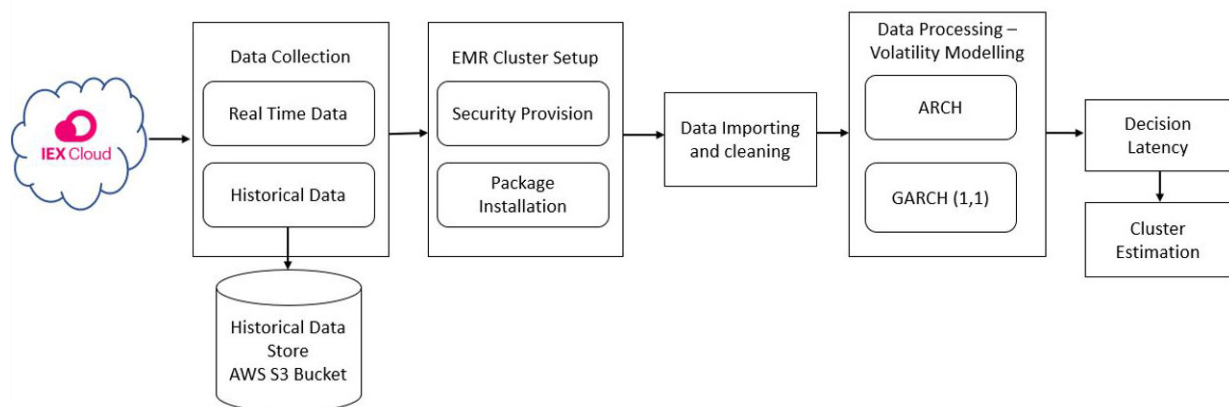 IEX Cloud
Data Collection
Real Time Data
Historical Data
Historical Data
Store
AWS S3 Bucket
EMR Cluster Setup
Security Provision
Package
Installation
Data Importing
and cleaning
Data Processing –
Volatility Modelling
ARCH
GARCH (1,1)
Decision
Latency
Cluster
Estimation